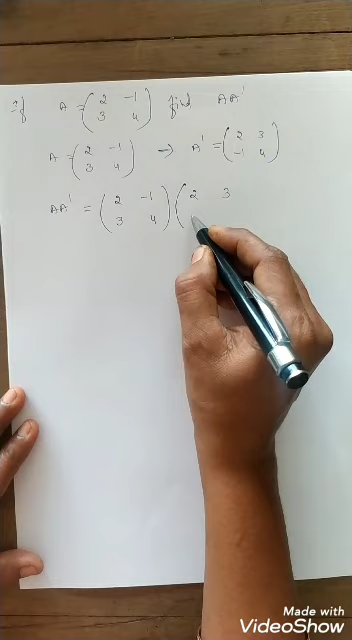 If A = ( 2 -1 3 4 ) find AA'
A = ( 2 -1 3 4 ) → A' = ( 2 3 -1 4 )
AA' = ( 2 -1 3 4 ) ( 2 3
Made with
VideoShow